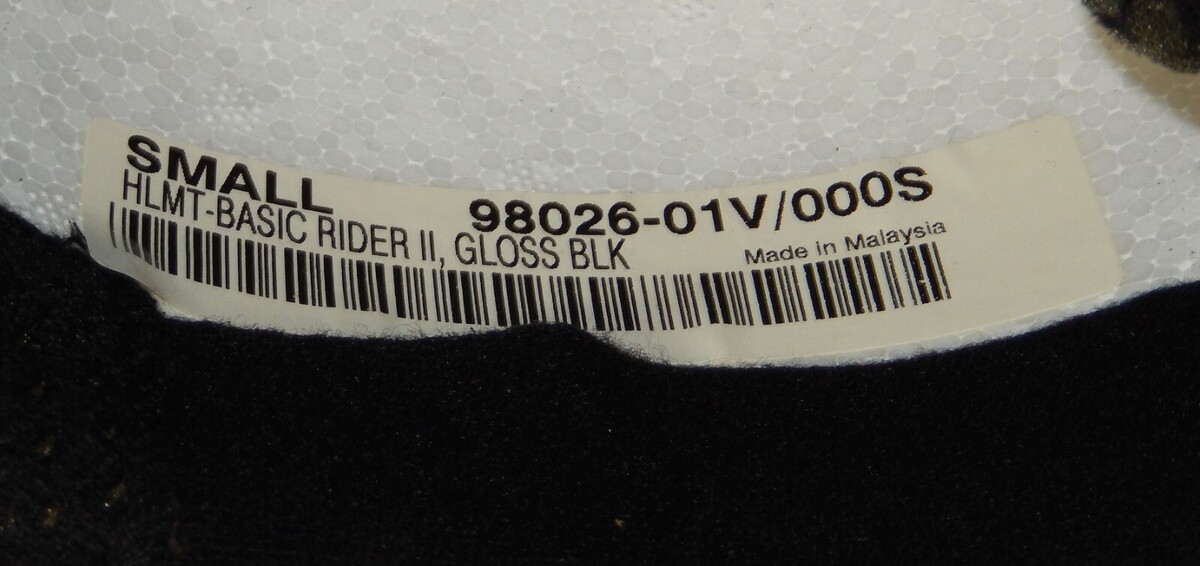 SMALL
98026-01V/000S
HLMT-BASIC RIDER II, GLOSS BLK
Made in Malaysia